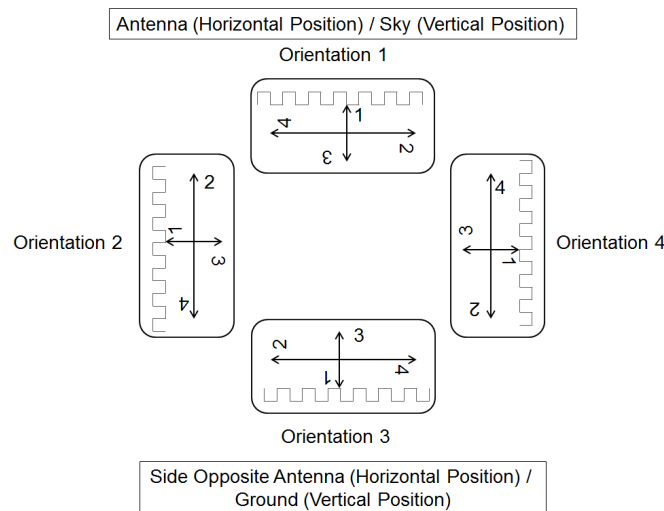 Antenna (Horizontal Position) / Sky (Vertical Position)
Orientation 1
1
4
2
3
2
1
3
4
Orientation 2
4
3
1
2
Orientation 4
3
2
4
1
Orientation 3
Side Opposite Antenna (Horizontal Position) /
Ground (Vertical Position)